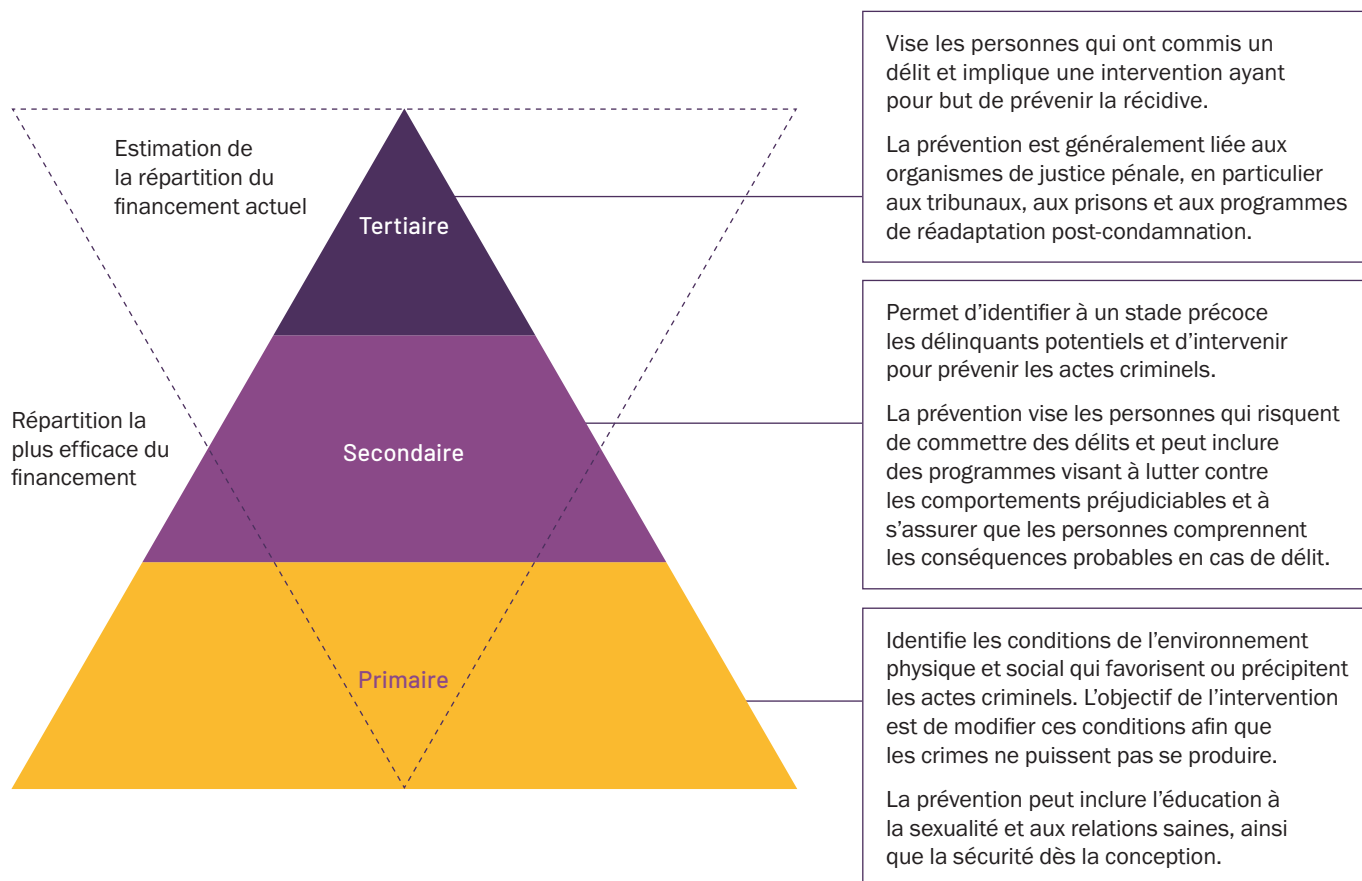 Estimation de
la répartition du
financement actuel
Répartition la
plus efficace du
financement
Tertiaire
Secondaire
Primaire
Vise les personnes qui ont commis un
délit et implique une intervention ayant
pour but de prévenir la récidive.
La prévention est généralement liée aux
organismes de justice pénale, en particulier
aux tribunaux, aux prisons et aux programmes
de réadaptation post-condamnation.
Permet d’identifier à un stade précoce
les délinquants potentiels et d’intervenir
pour prévenir les actes criminels.
La prévention vise les personnes qui risquent
de commettre des délits et peut inclure
des programmes visant à lutter contre
les comportements préjudiciables et à
s’assurer que les personnes comprennent
les conséquences probables en cas de délit.
Identifie les conditions de l’environnement
physique et social qui favorisent ou précipitent
les actes criminels. L’objectif de l’intervention
est de modifier ces conditions afin que
les crimes ne puissent pas se produire.
La prévention peut inclure l’éducation à
la sexualité et aux relations saines, ainsi
que la sécurité dès la conception.